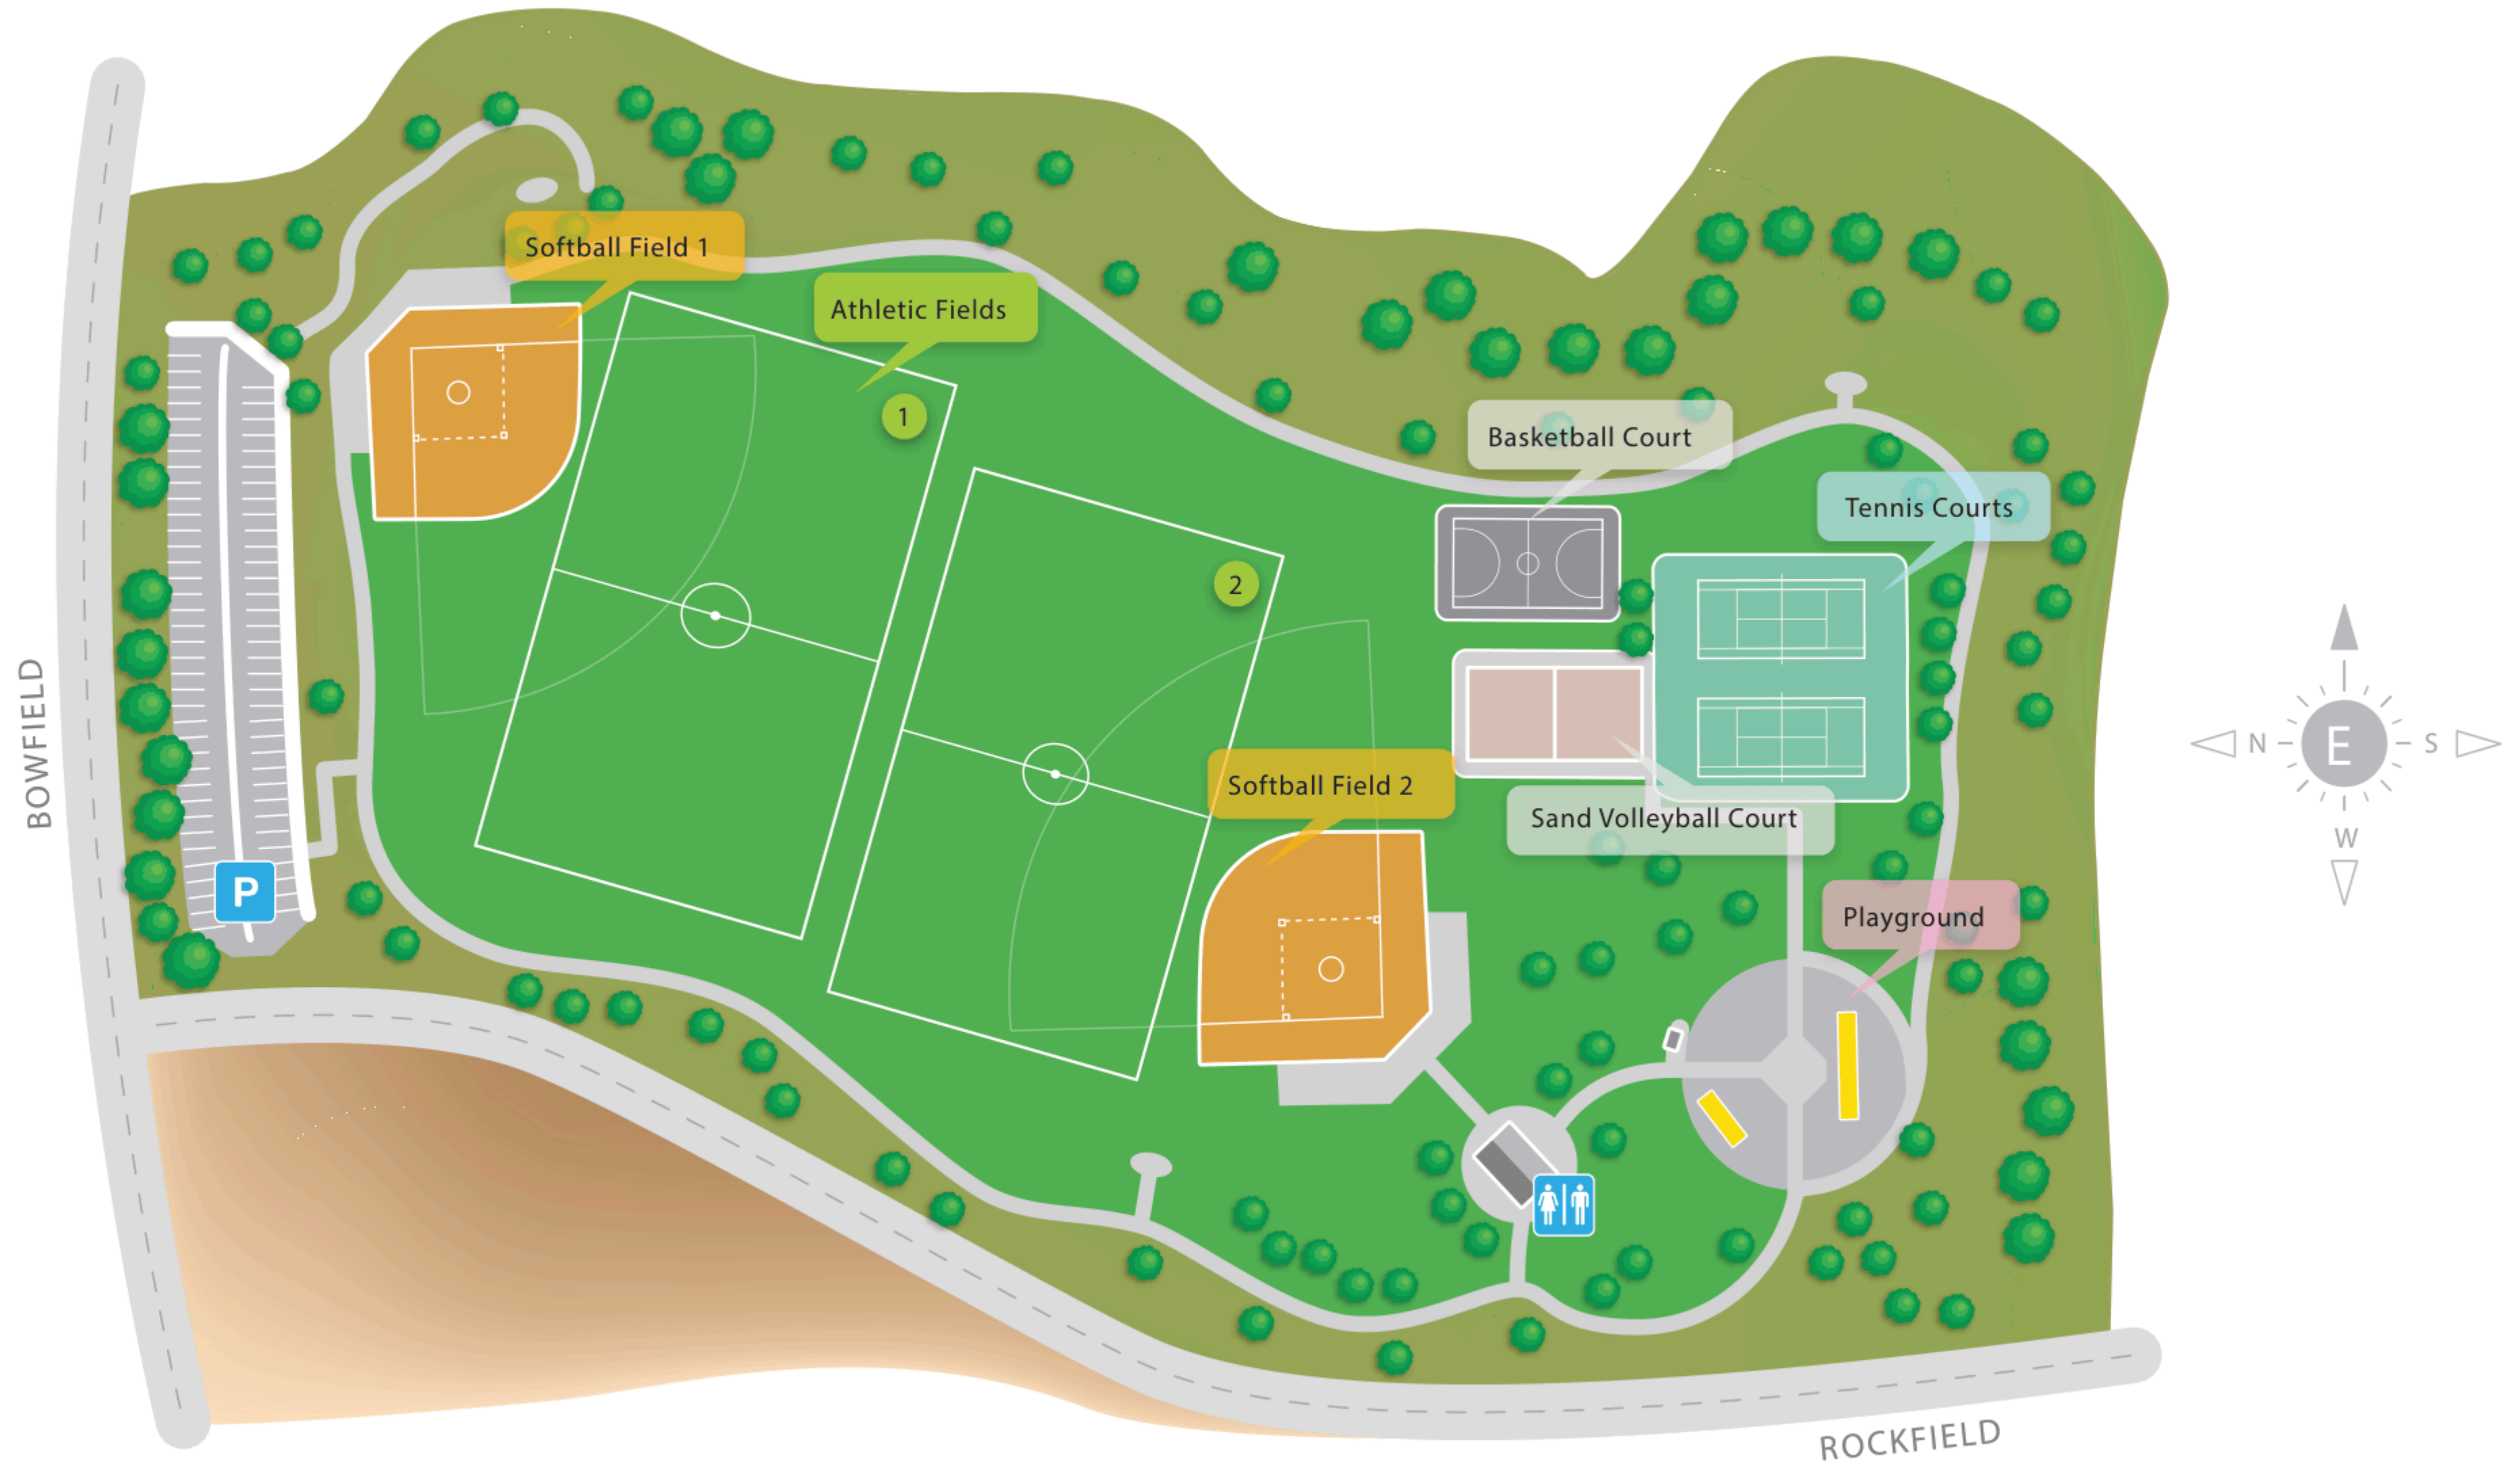 Softball Field 1
Athletic Fields
1
Basketball Court
Tennis Courts
2
BOWFIELD
Softball Field 2
Sand Volleyball Court
N
E
S
W
P
Playground
ROCKFIELD